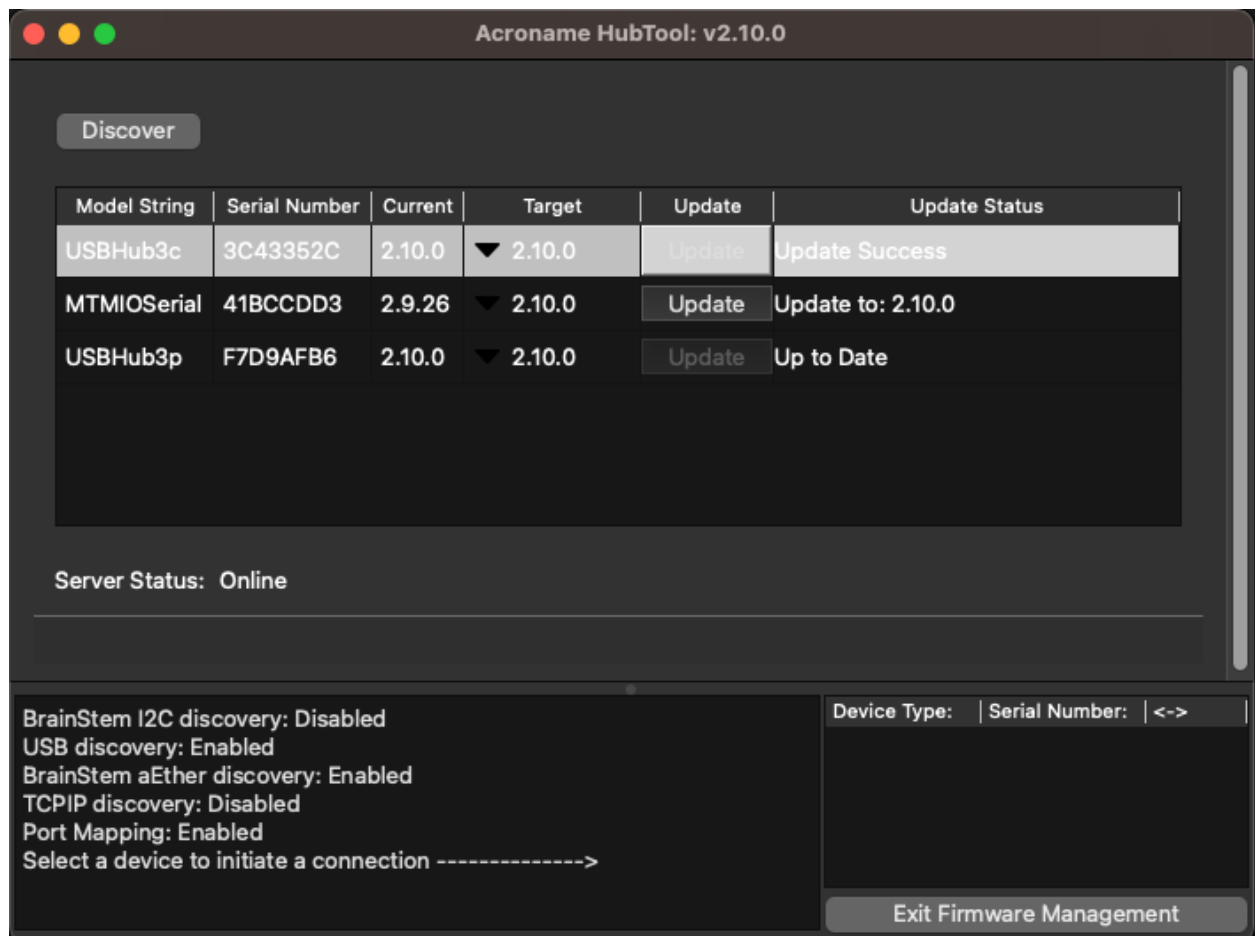 Acroname HubTool: v2.10.0
Discover
Model String Serial Number Current Target Update Update Status
USBHub3c 3C43352C 2.10.0 2.10.0 Update Update Success
MTMIOSerial 41BCCDD3 2.9.26 2.10.0 Update Update to: 2.10.0
USBHub3p F7D9AFB6 2.10.0 2.10.0 Update Up to Date
Server Status: Online
BrainStem I2C discovery: Disabled
USB discovery: Enabled
BrainStem aEther discovery: Enabled
TCPIP discovery: Disabled
Port Mapping: Enabled
Select a device to initiate a connection -------------->
Device Type: Serial Number: <->
Exit Firmware Management